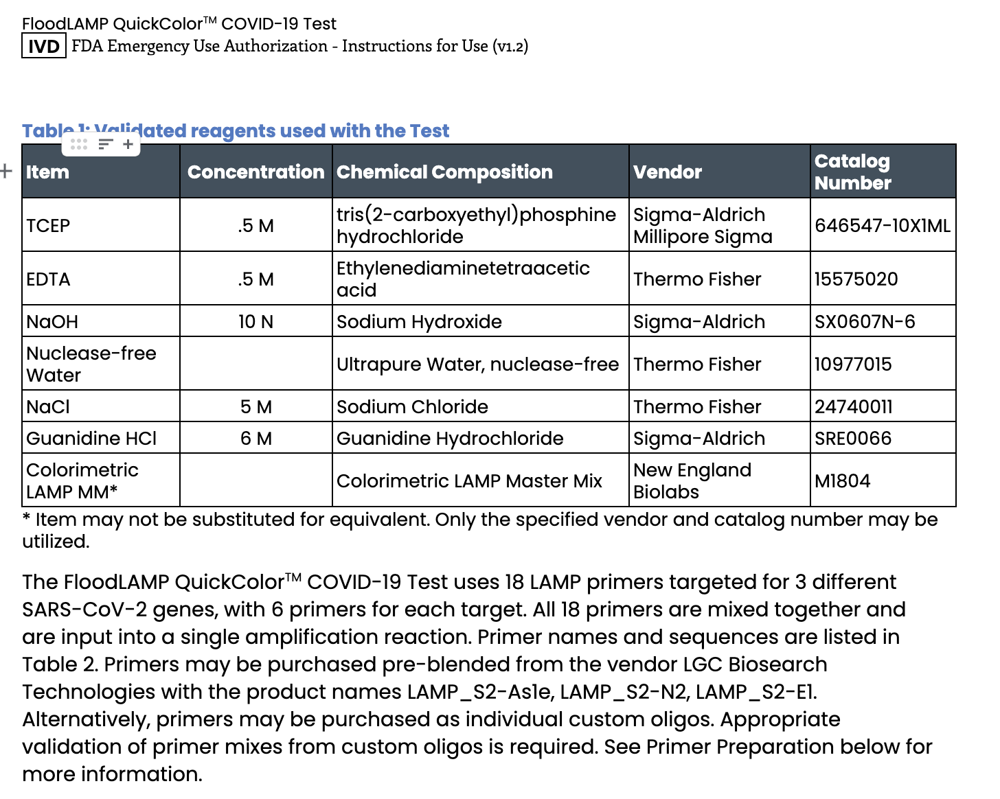 FloodLAMP QuickColor™ COVID-19 Test
IVD FDA Emergency Use Authorization - Instructions for Use (v1.2)
Table 1: Validated reagents used with the Test
Item Concentration Chemical Composition Vendor Catalog Number
TCEP .5 M tris(2-carboxyethyl)phosphine hydrochloride Sigma-Aldrich Millipore Sigma 646547-10X1ML
EDTA .5 M Ethylenediaminetetraacetic acid Thermo Fisher 15575020
NaOH 10 N Sodium Hydroxide Sigma-Aldrich SX0607N-6
Nuclease-free Water Ultrapure Water, nuclease-free Thermo Fisher 10977015
NaCl 5 M Sodium Chloride Thermo Fisher 24740011
Guanidine HCl 6 M Guanidine Hydrochloride Sigma-Aldrich SRE0066
Colorimetric LAMP MM* Colorimetric LAMP Master Mix New England Biolabs M1804
* Item may not be substituted for equivalent. Only the specified vendor and catalog number may be
utilized.
The FloodLAMP QuickColor™ COVID-19 Test uses 18 LAMP primers targeted for 3 different
SARS-CoV-2 genes, with 6 primers for each target. All 18 primers are mixed together and
are input into a single amplification reaction. Primer names and sequences are listed in
Table 2. Primers may be purchased pre-blended from the vendor LGC Biosearch
Technologies with the product names LAMP_S2-As1e, LAMP_S2-N2, LAMP_S2-E1.
Alternatively, primers may be purchased as individual custom oligos. Appropriate
validation of primer mixes from custom oligos is required. See Primer Preparation below for
more information.